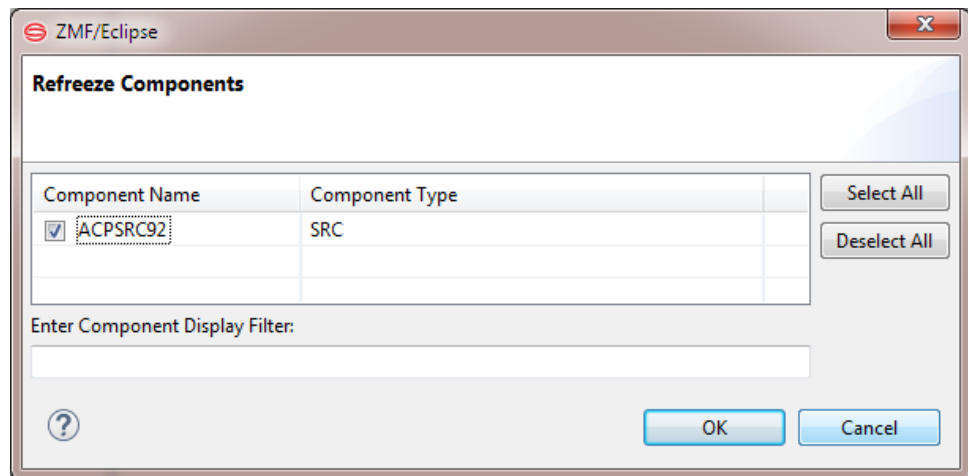 ZMF/Eclipse
x
Refreeze Components
Component Name Component Type
Select All
ACPSRC92 SRC
Deselect All
Enter Component Display Filter:
?
OK Cancel